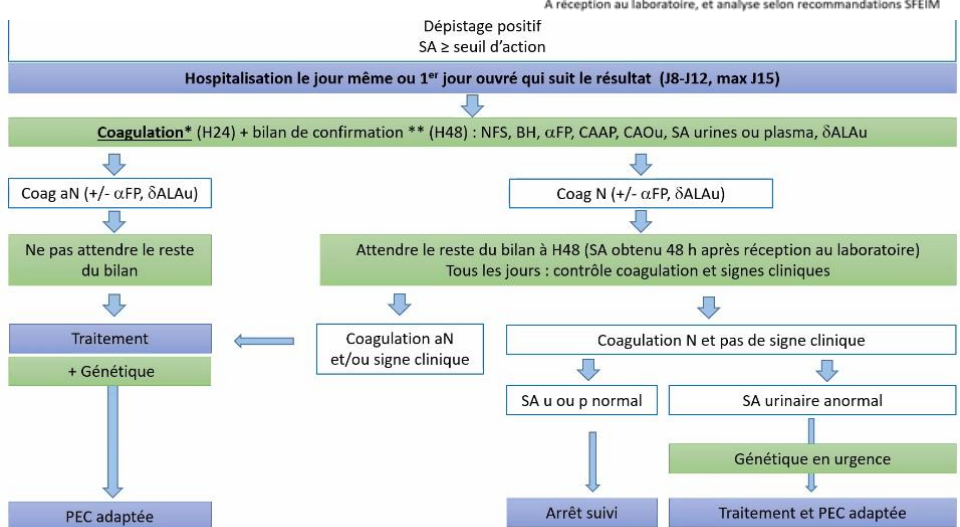 A réception au laboratoire, et analyse selon recommandations SFEIM
Dépistage positif
SA ≥ seuil d'action
Hospitalisation le jour même ou 1er jour ouvré qui suit le résultat (J8-J12, max J15)
Coagulation* (H24) + bilan de confirmation ** (H48) : NFS, BH, αFP, CAAP, CAOu, SA urines ou plasma, δALAu
Coag aN (+/- αFP, δALAu)
Coag N (+/- αFP, δALAu)
Ne pas attendre le reste
du bilan
Attendre le reste du bilan à H48 (SA obtenu 48 h après réception au laboratoire)
Tous les jours : contrôle coagulation et signes cliniques
Traitement
+ Génétique
Coagulation aN
et/ou signe clinique
Coagulation N et pas de signe clinique
SA u ou p normal
SA urinaire anormal
Génétique en urgence
PEC adaptée
Arrêt suivi
Traitement et PEC adaptée